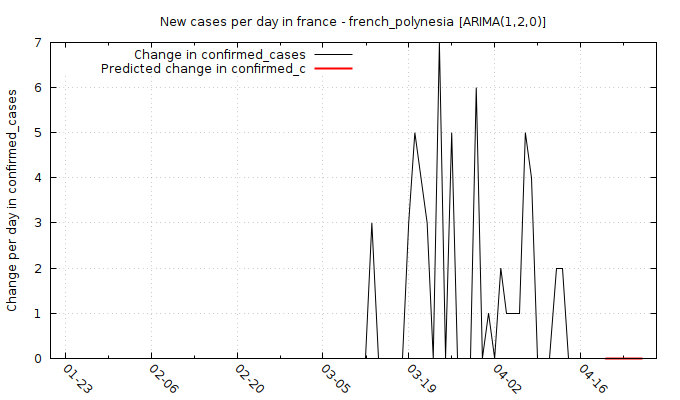 New cases per day in france - french_polynesia [ARIMA(1,2,0)]
Change in confirmed_cases
Predicted change in confirmed_c
Change per day in confirmed_cases
7
6
5
4
3
2
1
0
01-23 02-06 02-20 03-05 03-19 04-02 04-16